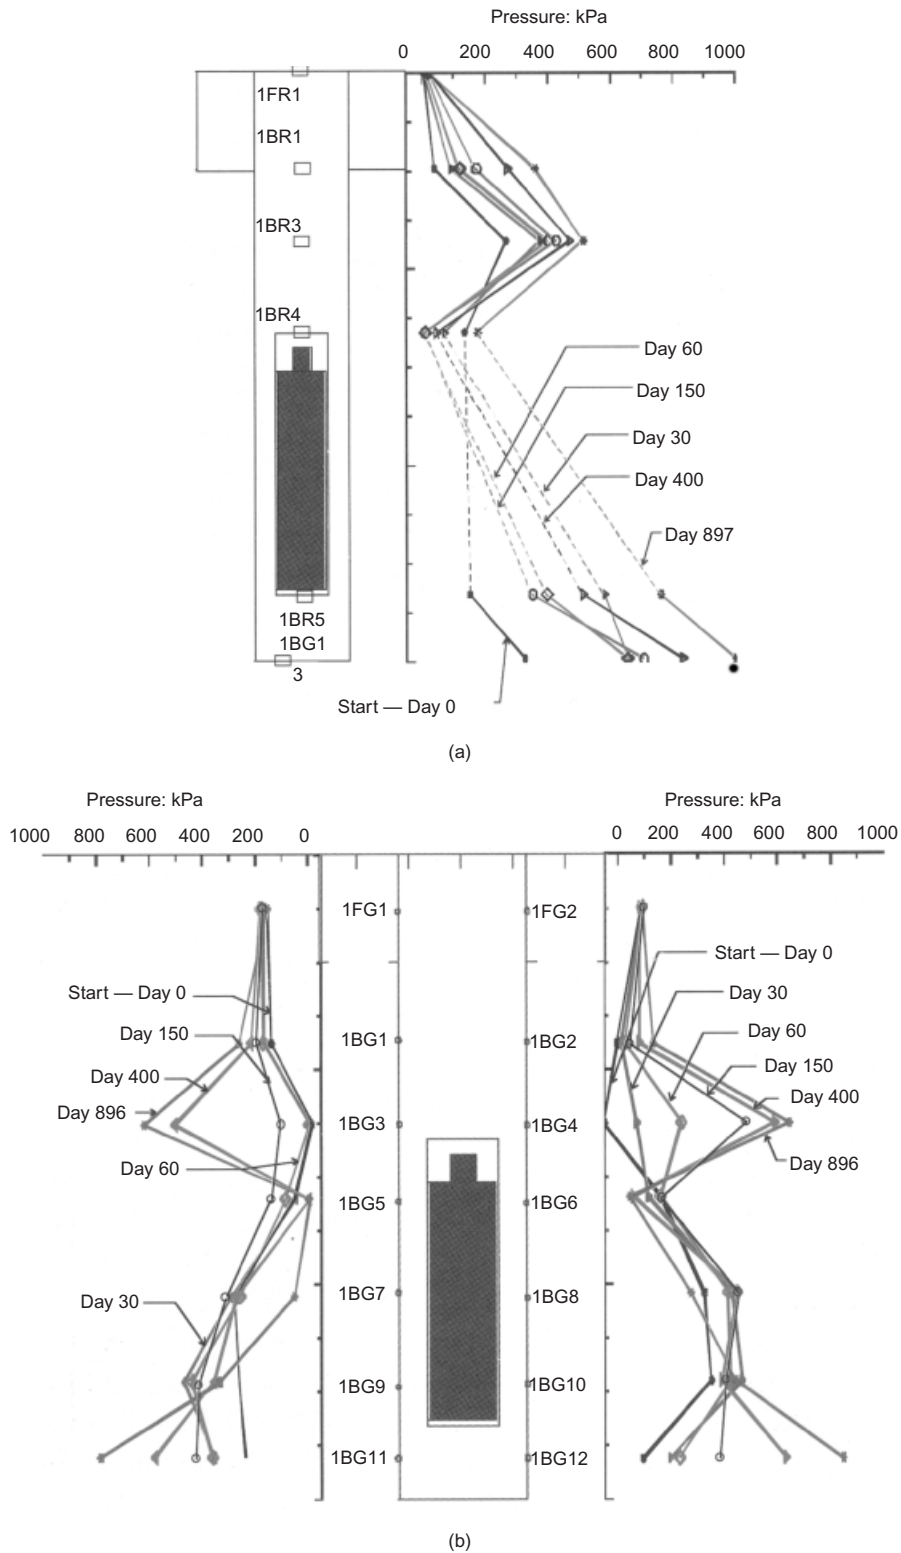 Pressure: kPa
0 200 400 600 800 1000
1FR1
1BR1
1BR3
1BR4
Day 60
Day 150
Day 30
Day 400
Day 897
1BR5
1BG1
3
Start — Day 0
(a)
Pressure: kPa Pressure: kPa
1000 800 600 400 200 0 0 200 400 600 800 1000
1FG1 1FG2
Start — Day 0
Start — Day 0 Day 30
Day 150 1BG1 1BG2 Day 60
Day 400 Day 150
Day 896 1BG3 1BG4 Day 400
Day 60 Day 896
1BG5 1BG6
Day 30 1BG7 1BG8
1BG9 1BG10
1BG11 1BG12
(b)